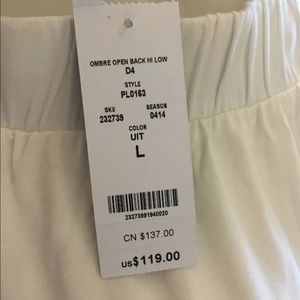 OMBRE OPEN BACK HI LOW
D4
STYLE
PL0163
SKU SEASON
232739 0414
COLOR
UIT
L
23273991940020
CN $137.00
US$119.00